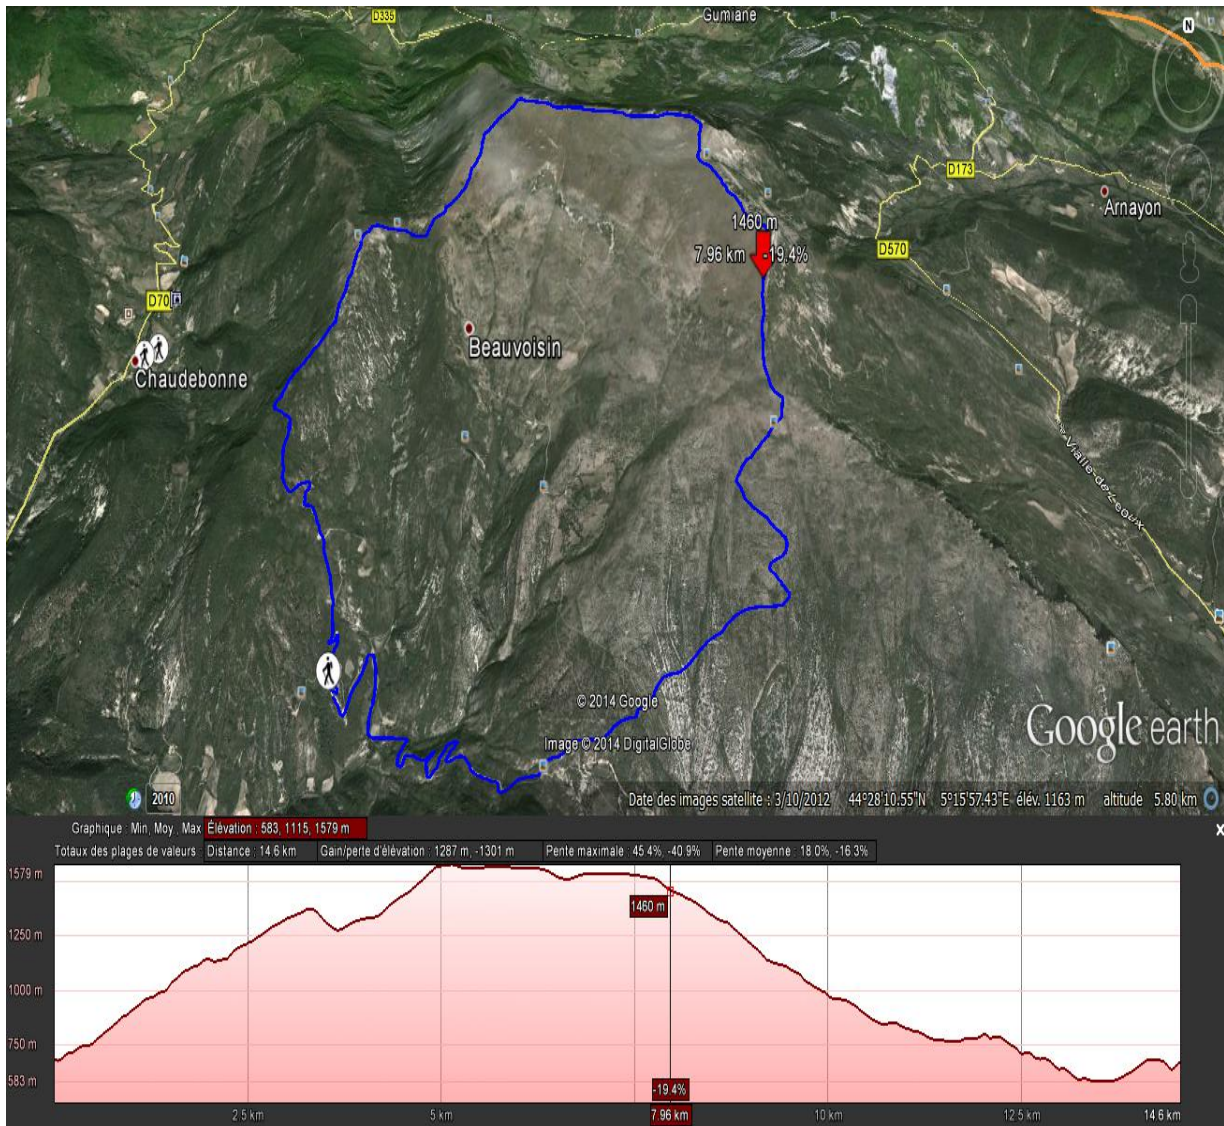 Gumiane
D335
N
D173
Arnayon
1460 m
7.96 km -19.4%
D570
D70
Beauvoisin
Chaudebonne
© 2014 Google
Image © 2014 DigitalGlobe
Google earth
2010
Date des images satellite : 3/10/2012 44°28'10.55"N 5°15'57.43"E élév. 1163 m altitude 5.80 km
Graphique : Min, Moy , Max Élévation : 583, 1115, 1579 m
X
Totaux des plages de valeurs : Distance : 14.6 km Gain/perte d'élévation : 1287 m, -1301 m Pente maximale : 45.4%, -40.9% Pente moyenne : 18.0%, -16.3%
1579 m
1460 m
1250 m
1000 m
750 m
583 m
-19.4%
2.5 km 5 km 7.96 km 10 km 12.5 km 14.6 km